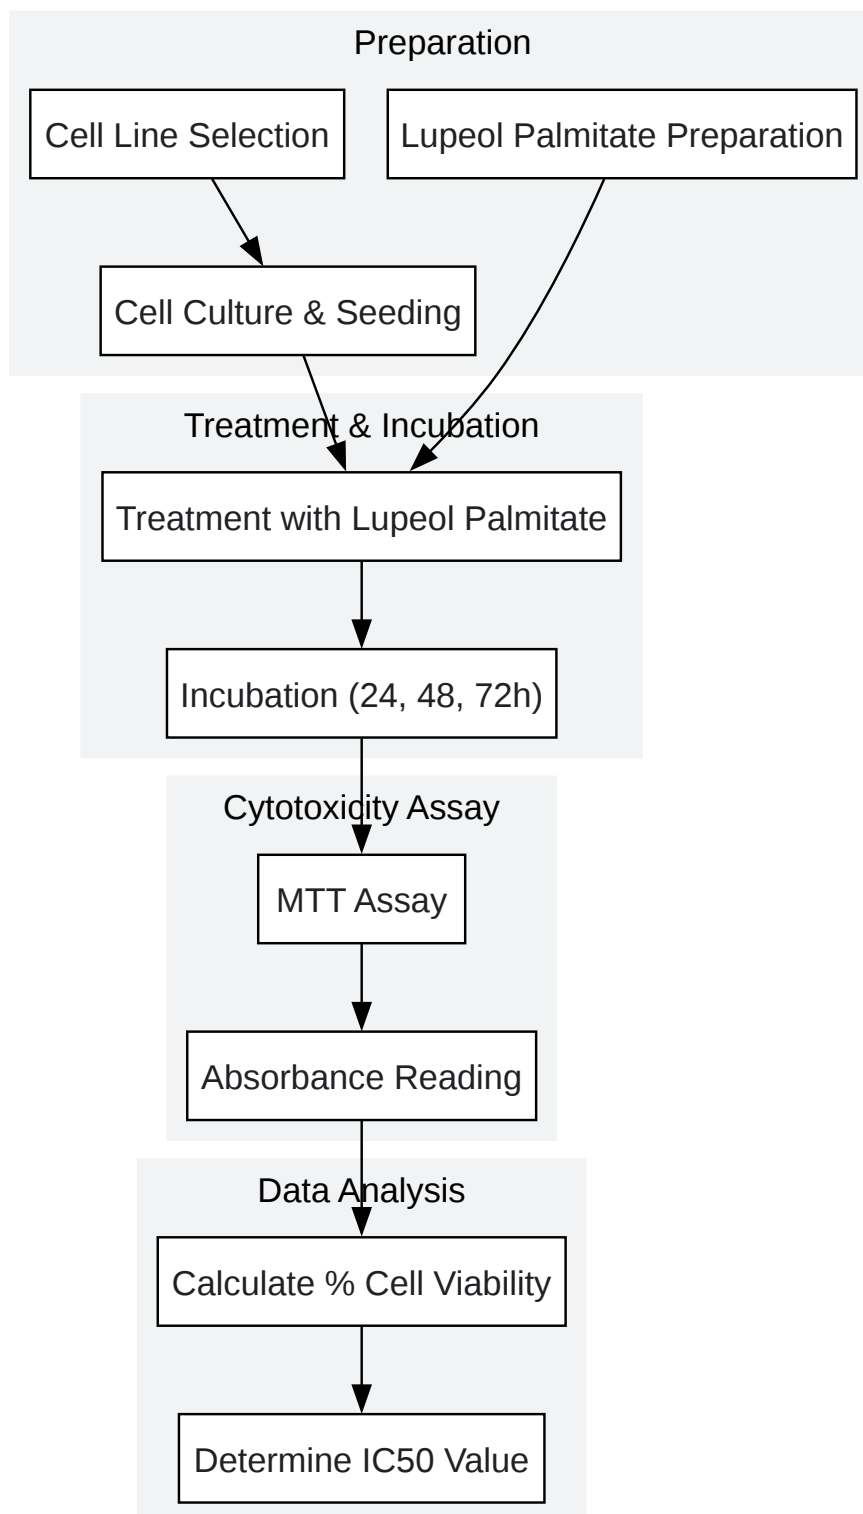 Preparation
Cell Line Selection
Lupeol Palmitate Preparation
Cell Culture & Seeding
Treatment & Incubation
Treatment with Lupeol Palmitate
Incubation (24, 48, 72h)
Cytotoxicity Assay
MTT Assay
Absorbance Reading
Data Analysis
Calculate % Cell Viability
Determine IC50 Value